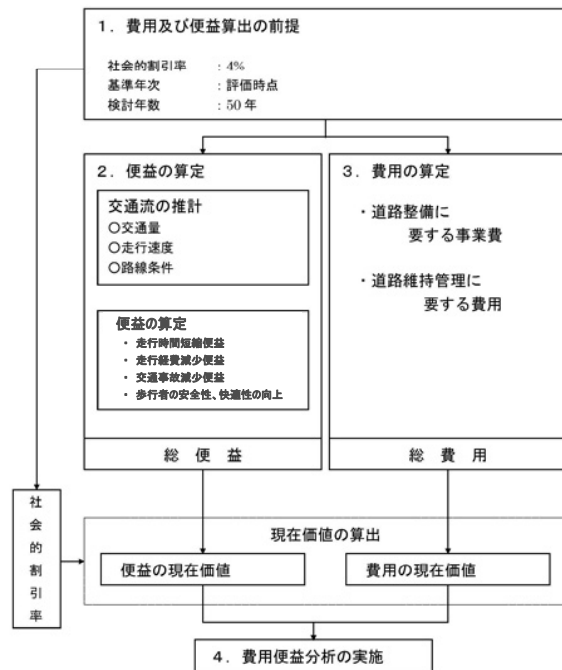 1．費用及び便益算出の前提
社会的割引率 : 4%
基準年次 : 評価時点
検討年数 : 50年
2．便益の算定
交通流の推計
○交通量
○走行速度
○路線条件
便益の算定
・ 走行時間短縮便益
・ 走行経費減少便益
・ 交通事故減少便益
・ 歩行者の安全性、快適性の向上
総 便 益
3．費用の算定
・道路整備に
要する事業費
・道路維持管理に
要する費用
総 費 用
社会的割引率
現在価値の算出
便益の現在価値
費用の現在価値
4．費用便益分析の実施